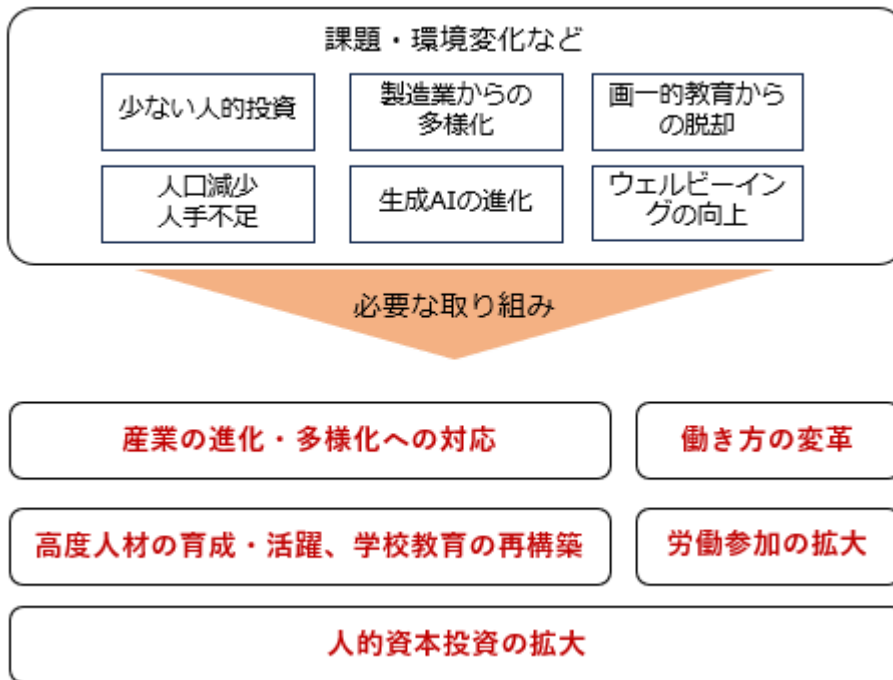 課題・環境変化など
少ない人的投資
製造業からの
多様化
画一的教育から
の脱却
人口減少
人手不足
生成AIの進化
ウェルビーイン
グの向上
必要な取り組み
産業の進化・多様化への対応
働き方の変革
高度人材の育成・活躍、学校教育の再構築
労働参加の拡大
人的資本投資の拡大